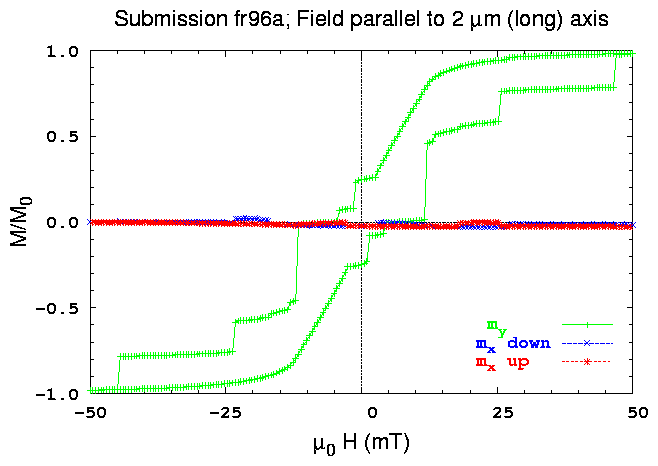 Submission fr96a; Field parallel to 2 μm (long) axis
1.0
0.5
M/M0
0.0
-0.5
-1.0
my
mx down
mx up
-50 -25 0 25 50
μ0 H (mT)